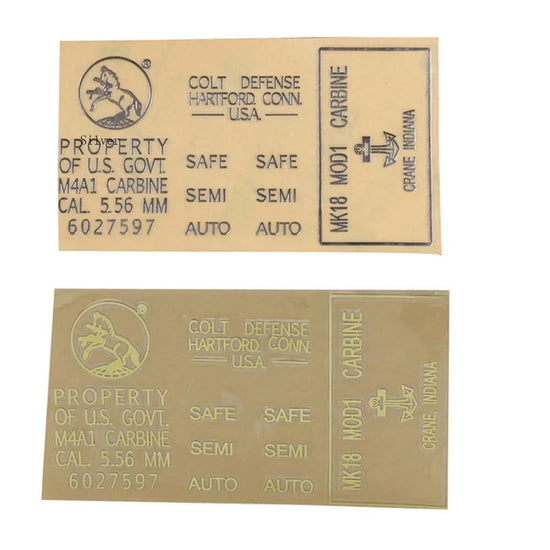 ®
COLT DEFENSE
HARTFORD, CONN.
U.S.A.
Silver
PROPERTY
OF U.S. GOVT.
M4A1 CARBINE
CAL. 5.56 MM
6027597
SAFE SAFE
SEMI SEMI
AUTO AUTO
MK18 MOD1 CARBINE
CRANE, INDIANA
®
COLT DEFENSE
HARTFORD, CONN.
U.S.A.
PROPERTY
OF U.S. GOVT.
M4A1 CARBINE
CAL. 5.56 MM
6027597
SAFE SAFE
SEMI SEMI
AUTO AUTO
MK18 MOD1 CARBINE
CRANE, INDIANA